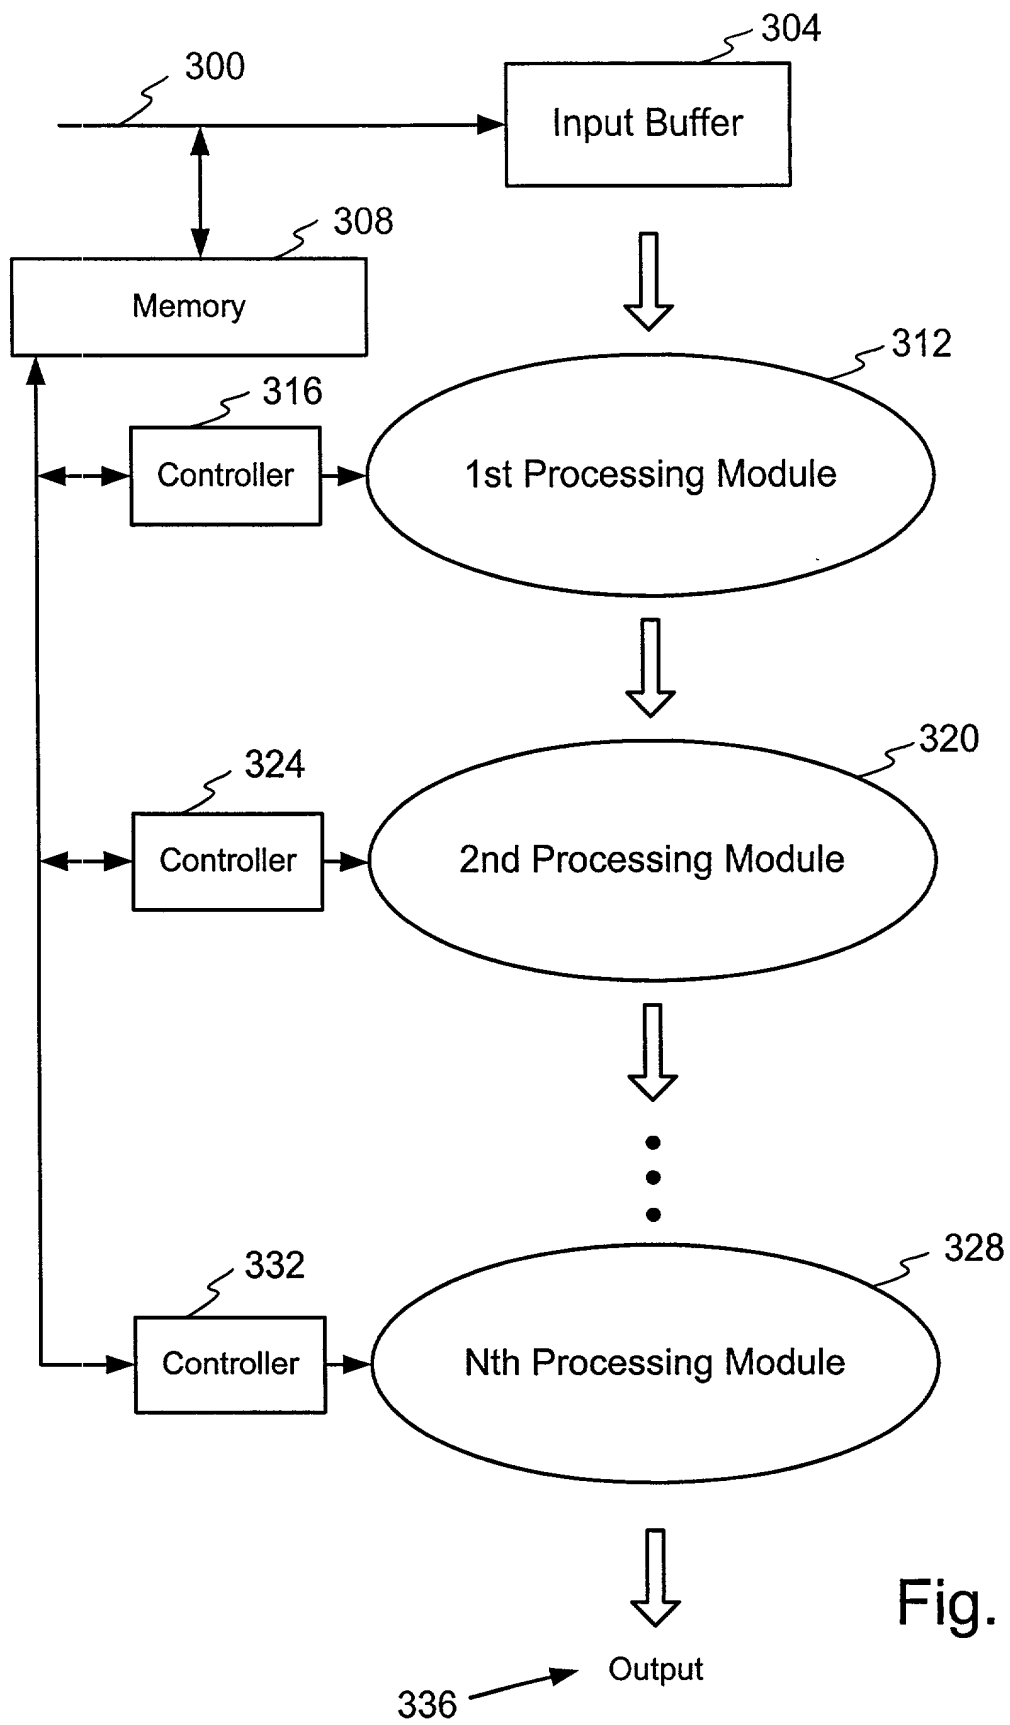 304
300
Input Buffer
308
Memory
312
316
Controller
1st Processing Module
320
324
Controller
2nd Processing Module
328
332
Controller
Nth Processing Module
Fig.
Output
336